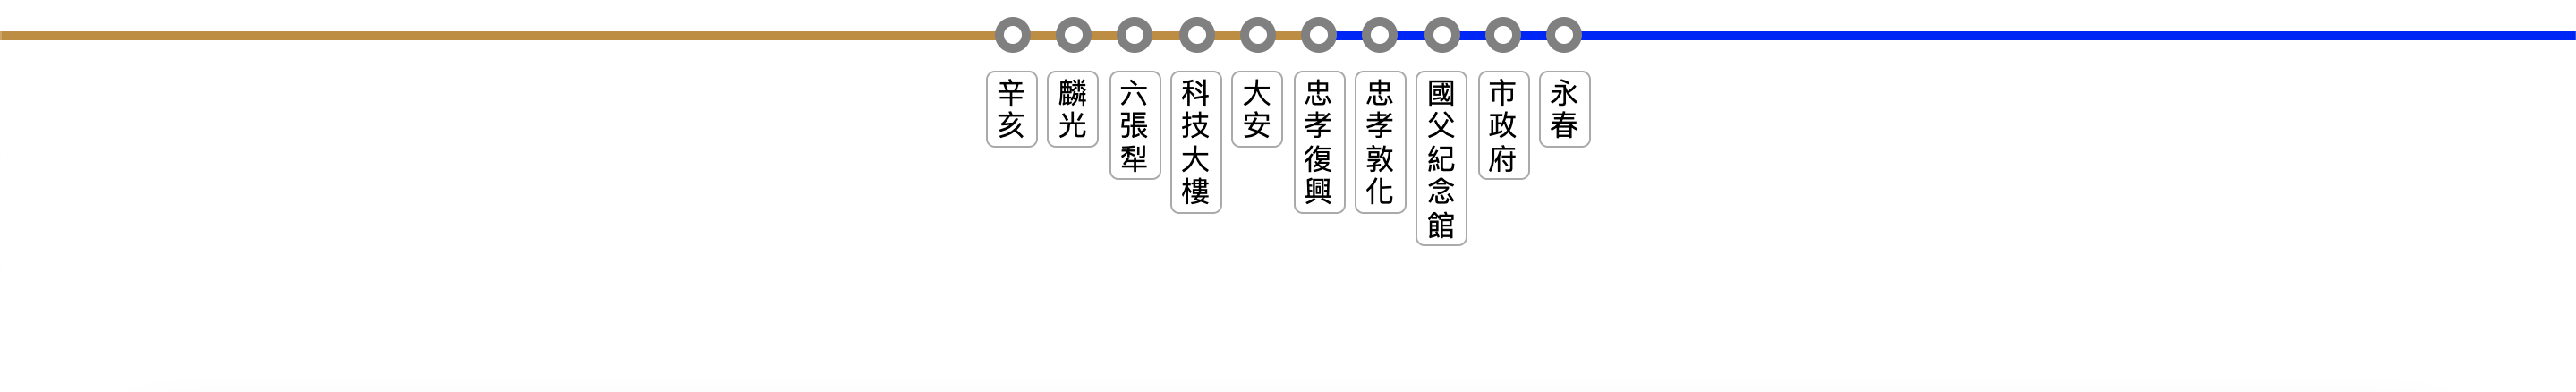 辛亥
麟光
六張犁
科技大樓
大安
忠孝復興
忠孝敦化
國父紀念館
市政府
永春